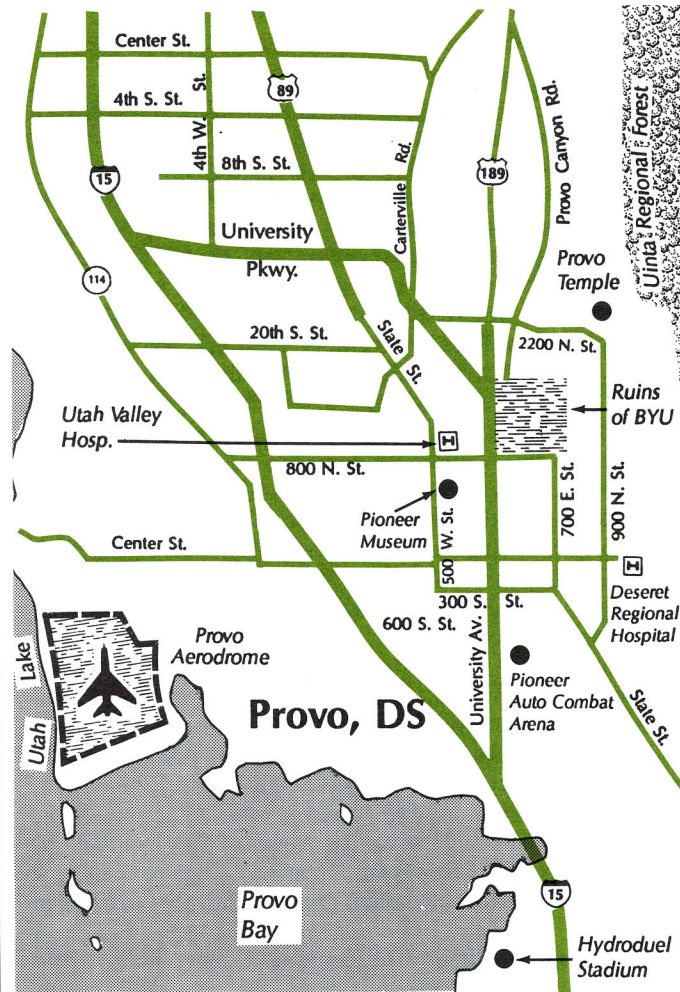 Center St.
89
4th S. St.
4th W. St.
8th S. St.
15
Carterville Rd.
189
Provo Canyon Rd.
Uinta Regional Forest
University
Pkwy.
114
Provo
Temple
20th S. St.
State St.
2200 N. St.
Utah Valley
Hosp.
H
Ruins
of BYU
800 N. St.
Pioneer
Museum
500 W. St.
700 E. St.
900 N. St.
Center St.
H
Deseret
Regional
Hospital
300 S. St.
600 S. St.
University Av.
Provo
Aerodrome
Utah Lake
Pioneer
Auto Combat
Arena
State St.
Provo, DS
Provo
Bay
15
Hydroduel
Stadium